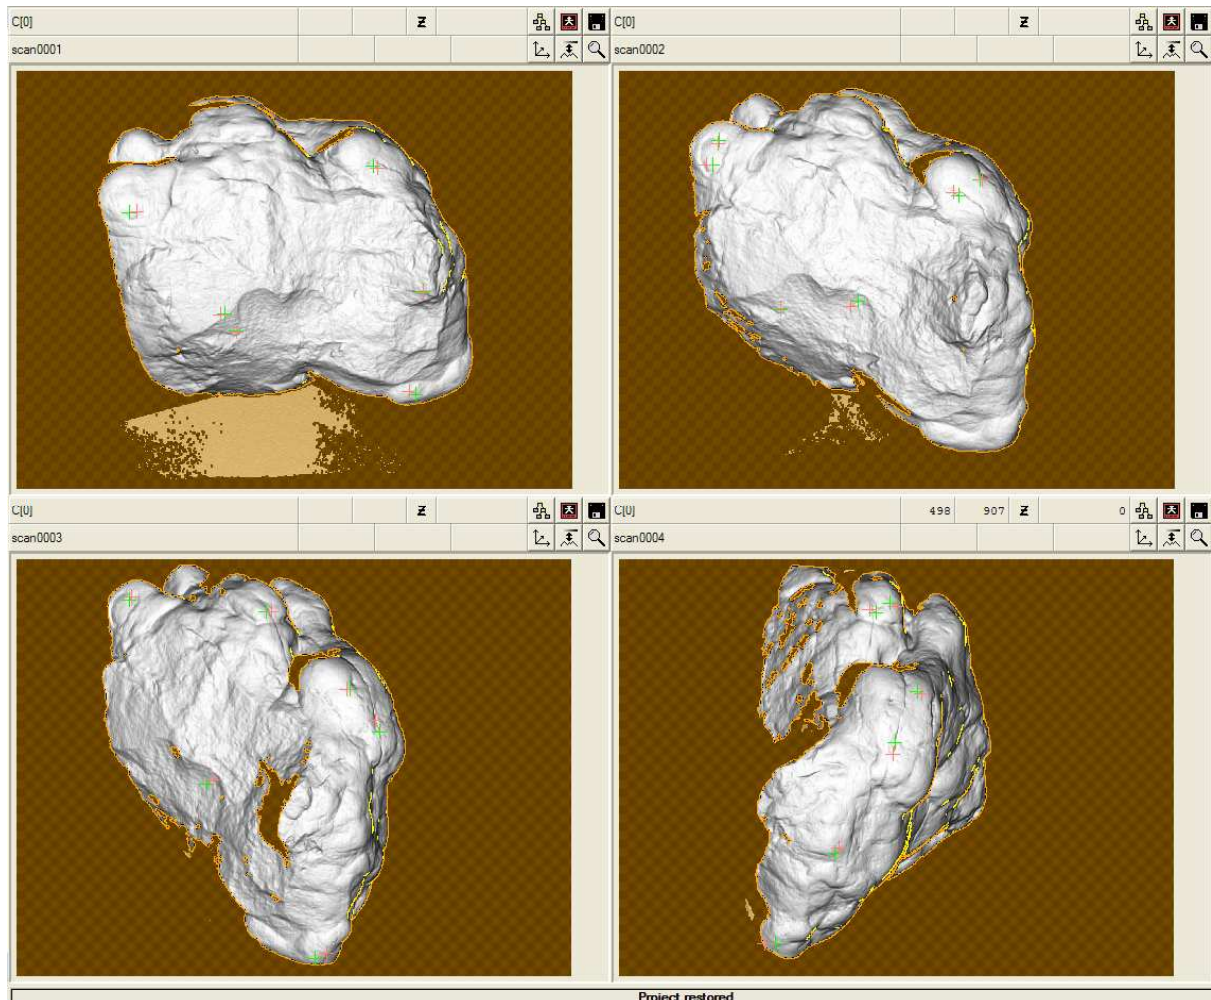 C[0] Z
scan0001
C[0] Z
scan0002
C[0] Z
scan0003
C[0] 498 907 Z 0
scan0004
Project restored